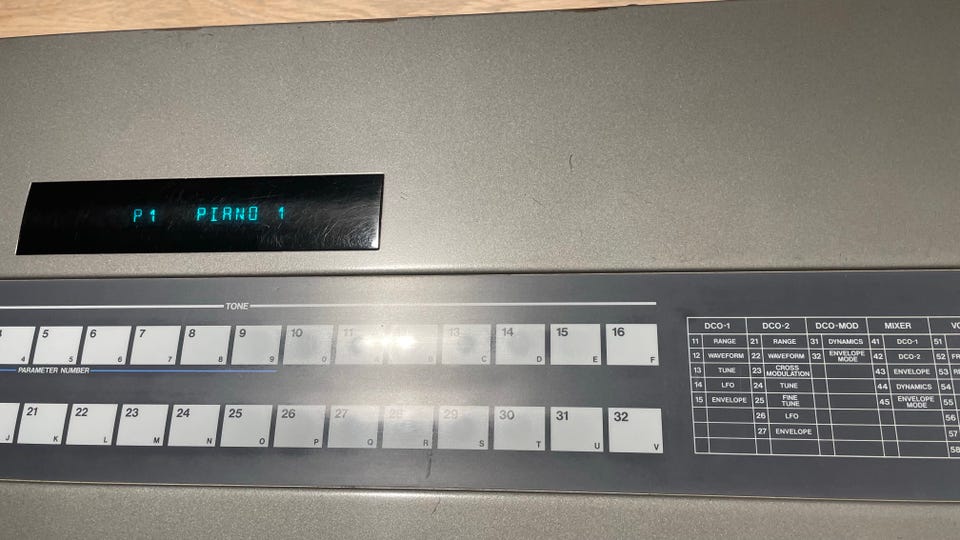 P1 PIANO 1
TONE
4 5 6 7 8 9 10 11 13 14 15 16
4 5 6 7 8 9 0 A B C D E F
PARAMETER NUMBER
21 22 23 24 25 26 27 28 29 30 31 32
J K L M N O P Q R S T U V
DCO-1 DCO-2 DCO-MOD MIXER
11 RANGE 21 RANGE 31 DYNAMICS 41 DCO-1 51
12 WAVEFORM 22 WAVEFORM 32 ENVELOPE MODE 42 DCO-2 52
13 TUNE 23 CROSS MODULATION 43 ENVELOPE 53
14 LFO 24 TUNE 44 DYNAMICS 54
15 ENVELOPE 25 FINE TUNE 45 ENVELOPE MODE 55
26 LFO 56
27 ENVELOPE 57
58